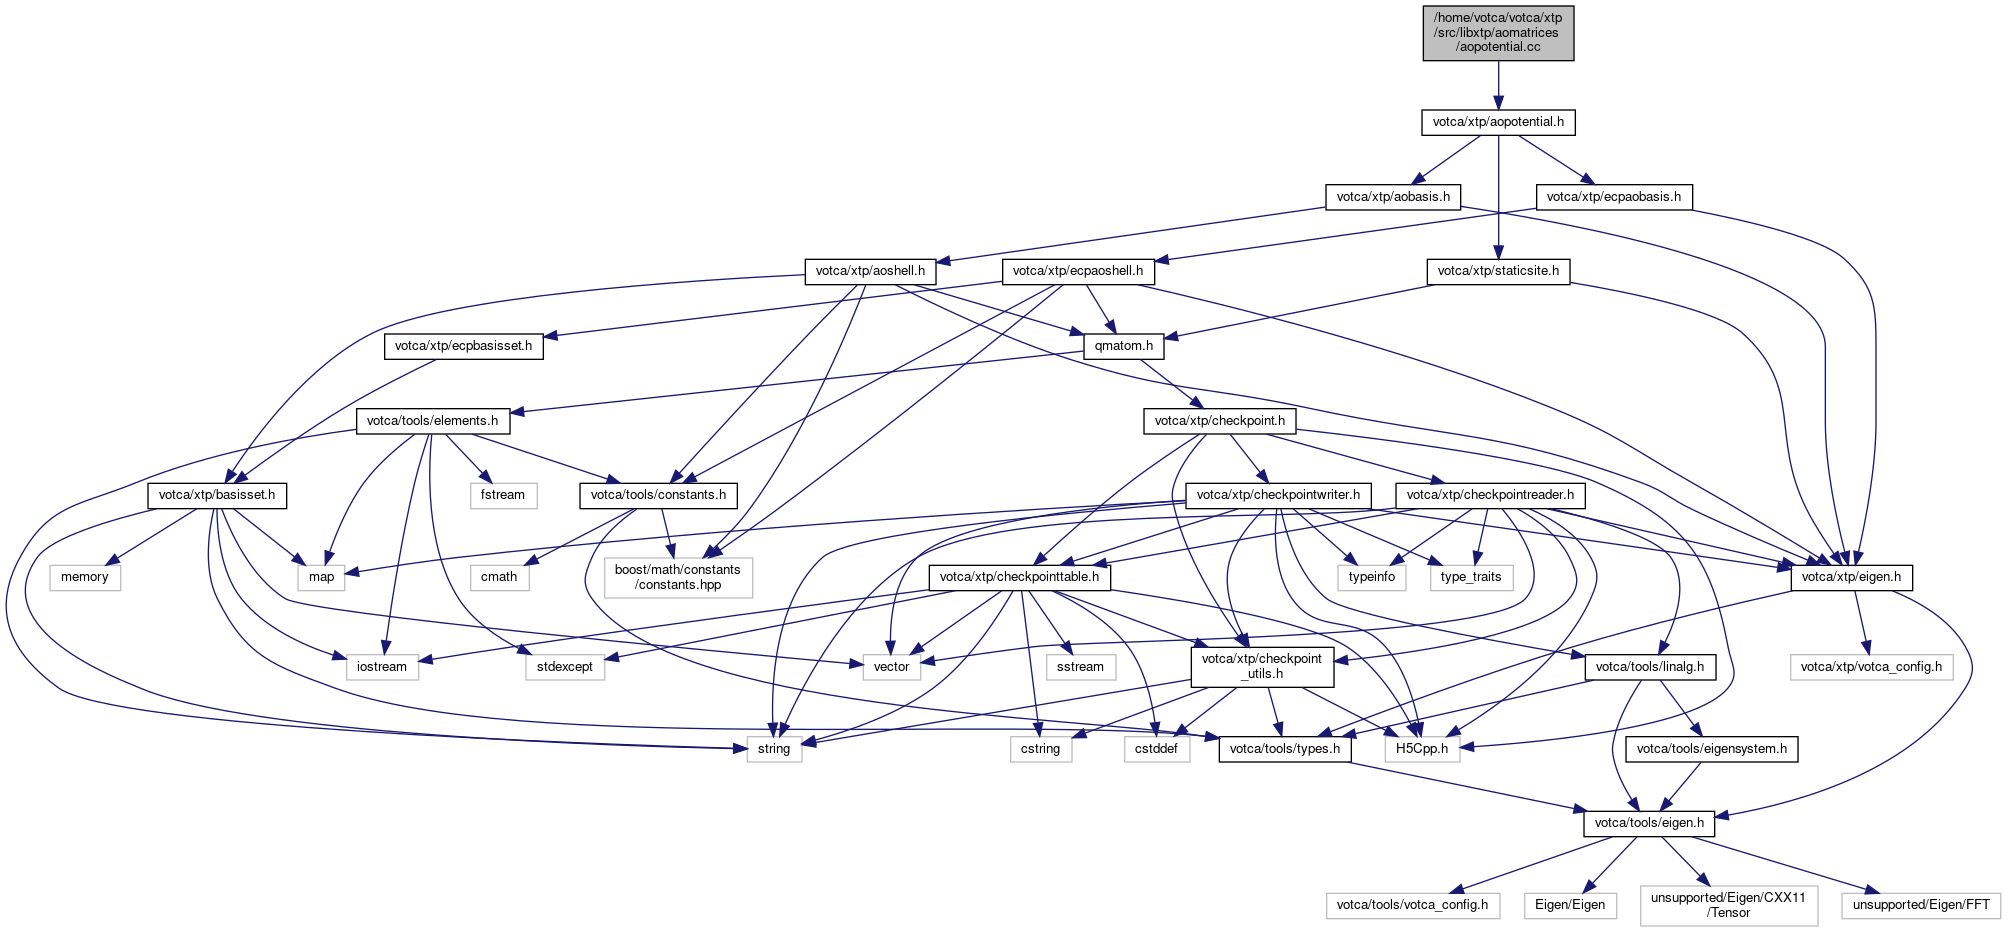 /home/votca/votca/xtp
/src/libxtp/aomatrices
/aopotential.cc
votca/xtp/aopotential.h
votca/xtp/aobasis.h
votca/xtp/ecpaobasis.h
votca/xtp/aoshell.h
votca/xtp/ecpaoshell.h
votca/xtp/staticsite.h
votca/xtp/ecpbasisset.h
qmatom.h
votca/tools/elements.h
votca/xtp/checkpoint.h
votca/xtp/basisset.h
fstream
votca/tools/constants.h
votca/xtp/checkpointwriter.h
votca/xtp/checkpointreader.h
memory
map
cmath
boost/math/constants
/constants.hpp
votca/xtp/checkpointtable.h
typeinfo
type_traits
votca/xtp/eigen.h
iostream
stdexcept
vector
sstream
votca/xtp/checkpoint
_utils.h
votca/tools/linalg.h
votca/xtp/votca_config.h
string
cstring
cstddef
votca/tools/types.h
H5Cpp.h
votca/tools/eigensystem.h
votca/tools/eigen.h
votca/tools/votca_config.h
Eigen/Eigen
unsupported/Eigen/CXX11
/Tensor
unsupported/Eigen/FFT